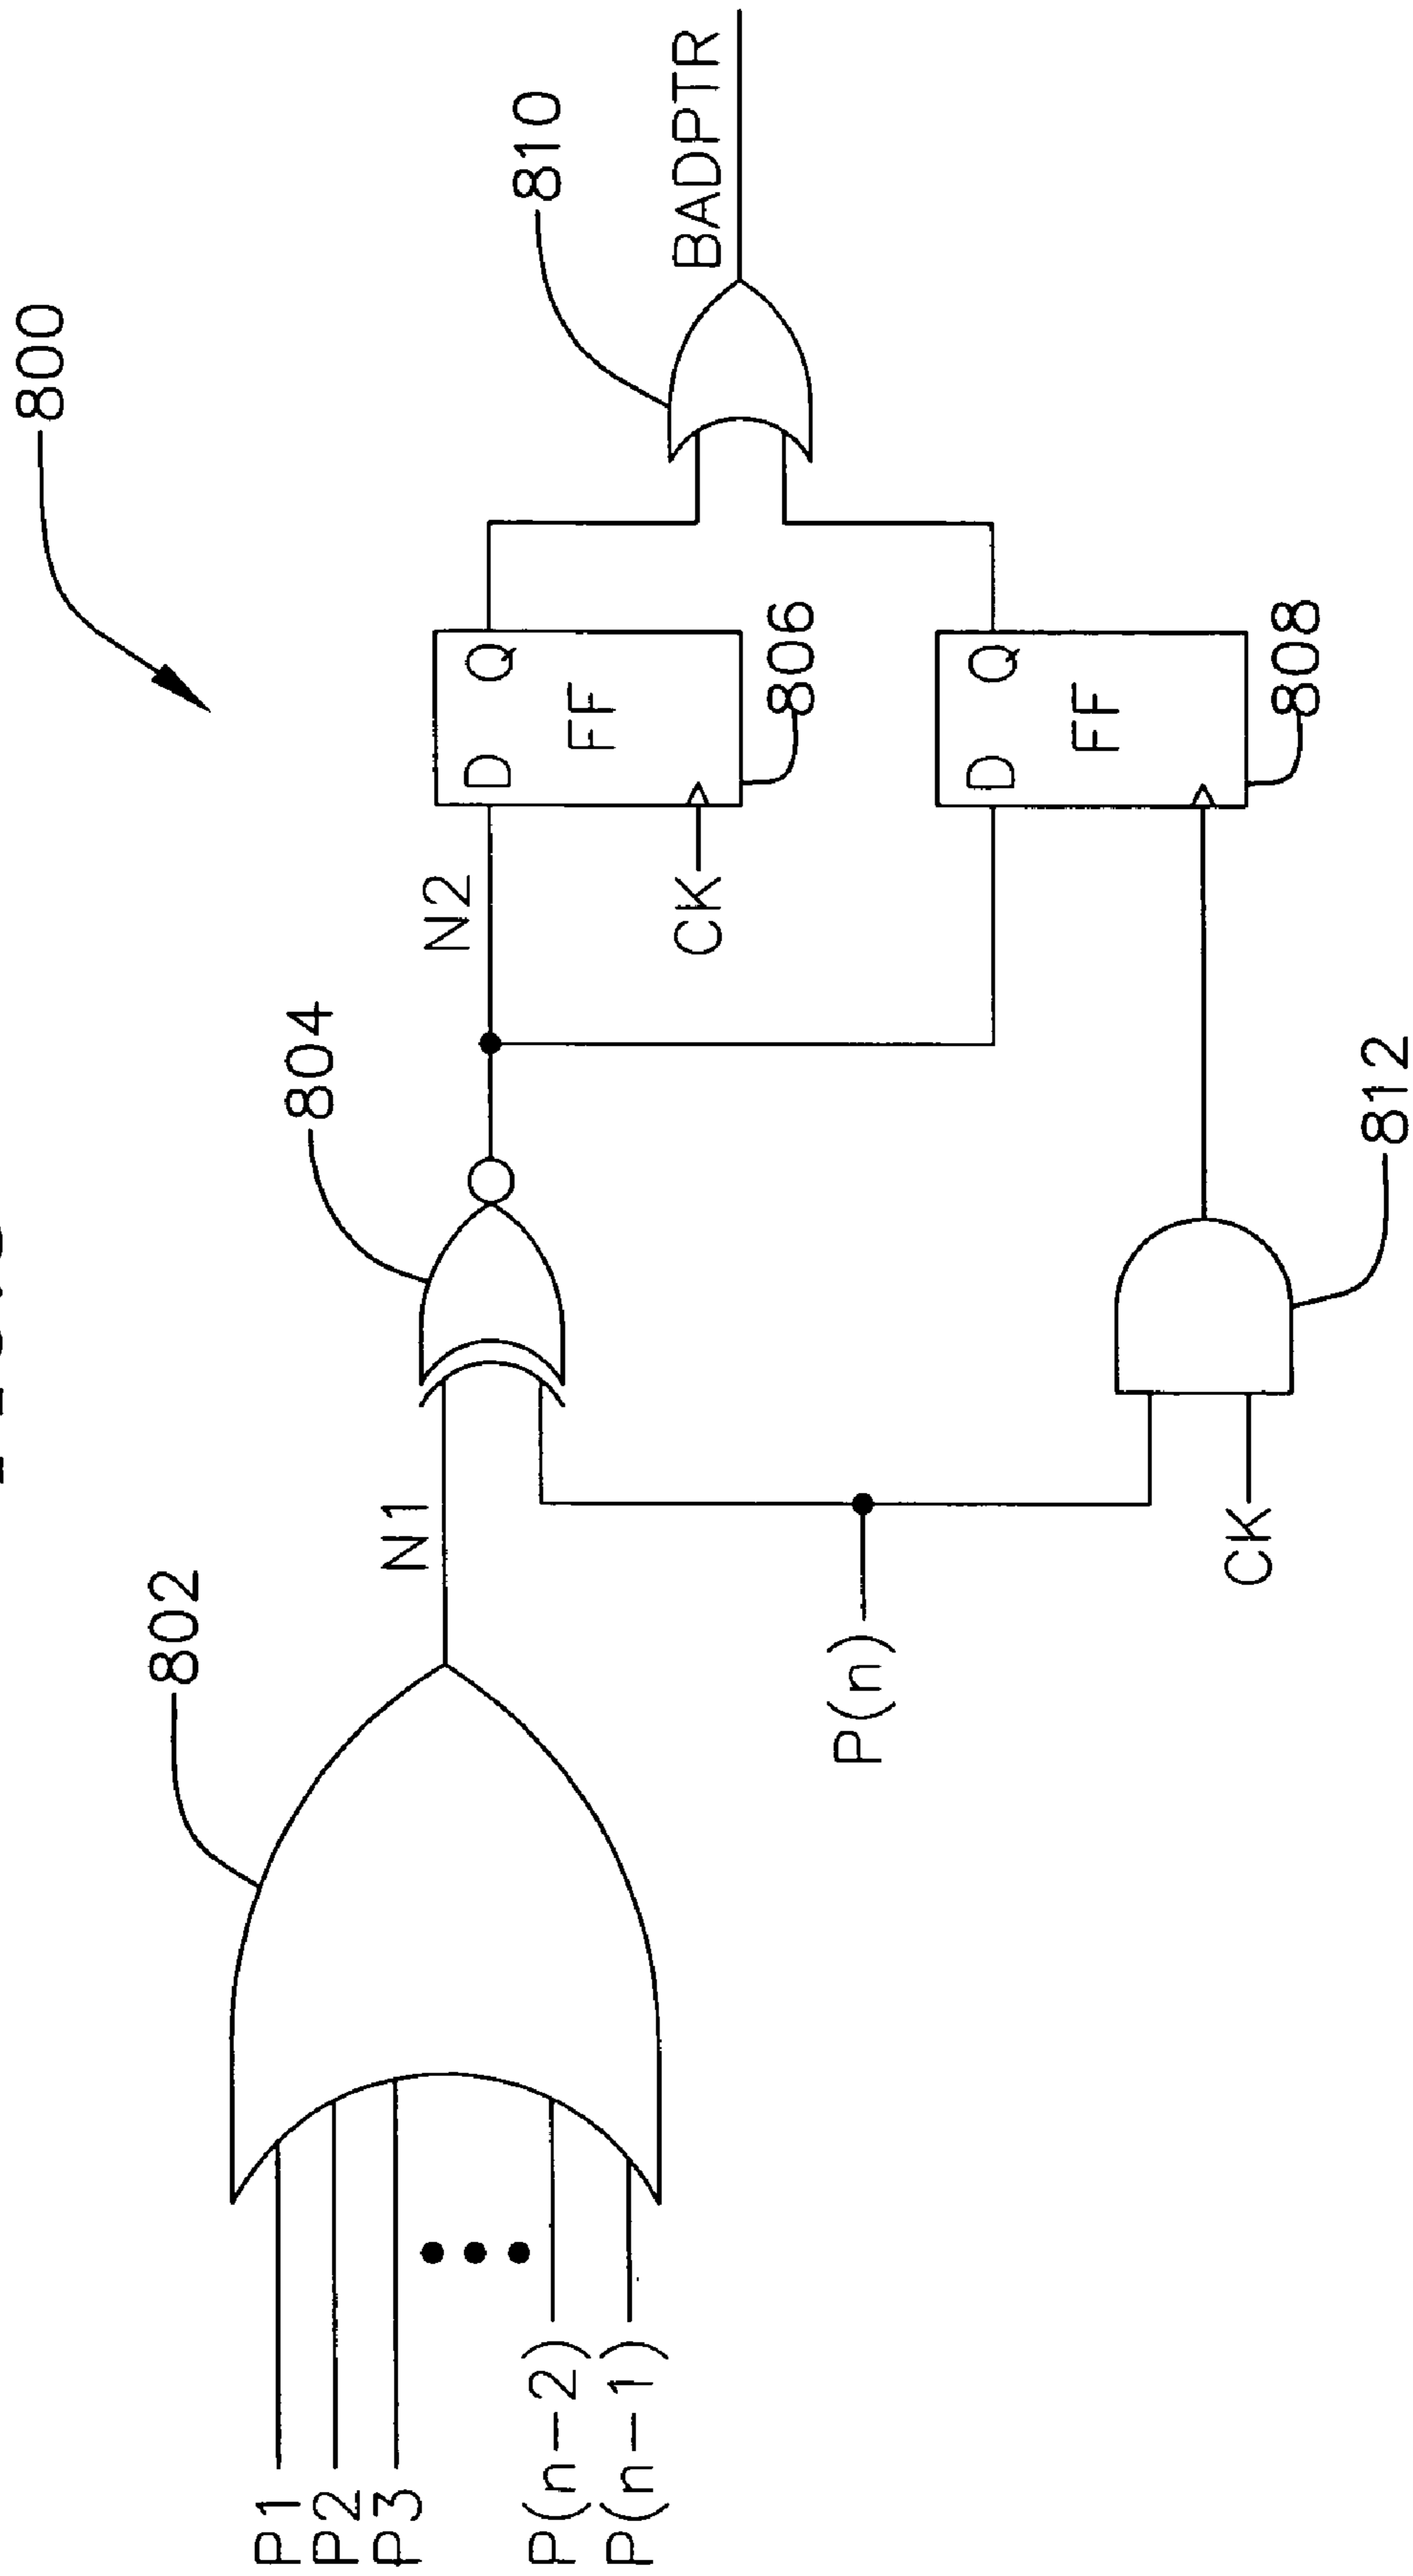 800
802
804
810
P1
P2
P3
P(n-2)
P(n-1)
N1
N2
D Q
FF
CK
806
BADPTR
P(n)
D Q
FF
808
CK
812